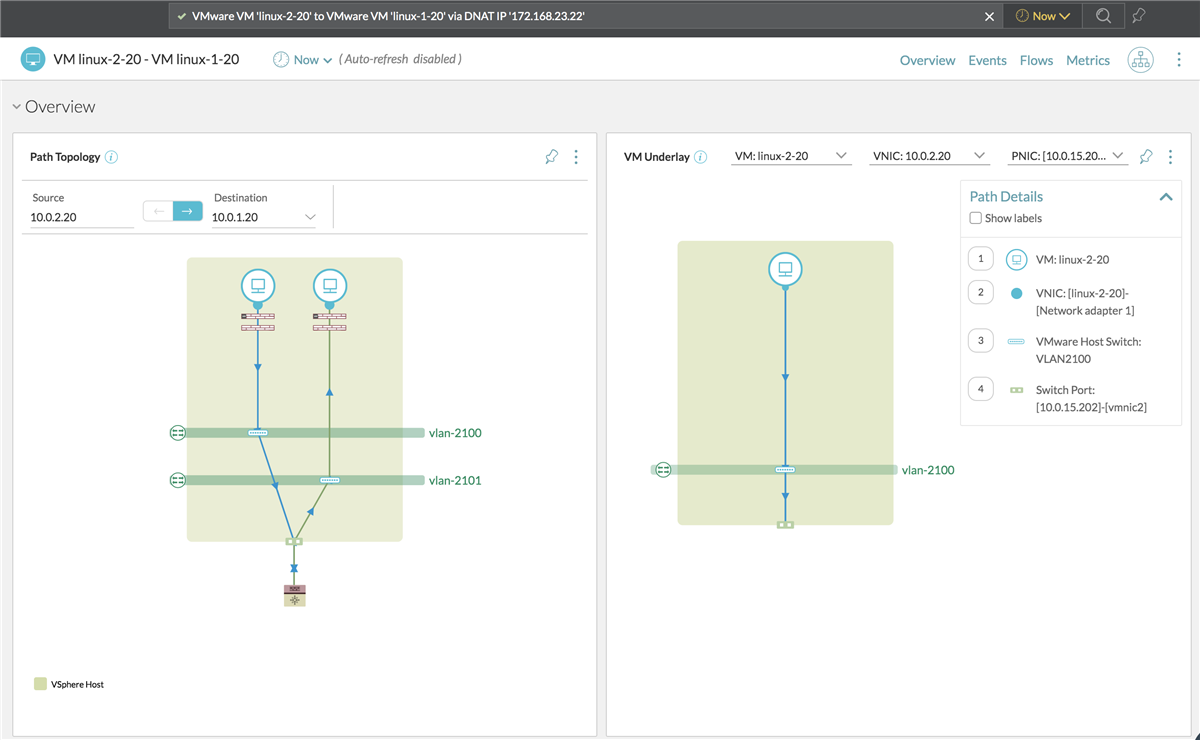 VMware VM 'linux-2-20' to VMware VM 'linux-1-20' via DNAT IP '172.168.23.22'
Now
VM linux-2-20 - VM linux-1-20
Now
( Auto-refresh disabled )
Overview
Events
Flows
Metrics
Overview
Path Topology
Source
10.0.2.20
Destination
10.0.1.20
vlan-2100
vlan-2101
VSphere Host
VM Underlay
VM: linux-2-20
VNIC: 10.0.2.20
PNIC: [10.0.15.20...
vlan-2100
Path Details
Show labels
1
VM: linux-2-20
2
VNIC: [linux-2-20]-
[Network adapter 1]
3
VMware Host Switch:
VLAN2100
4
Switch Port:
[10.0.15.202]-[vmnic2]